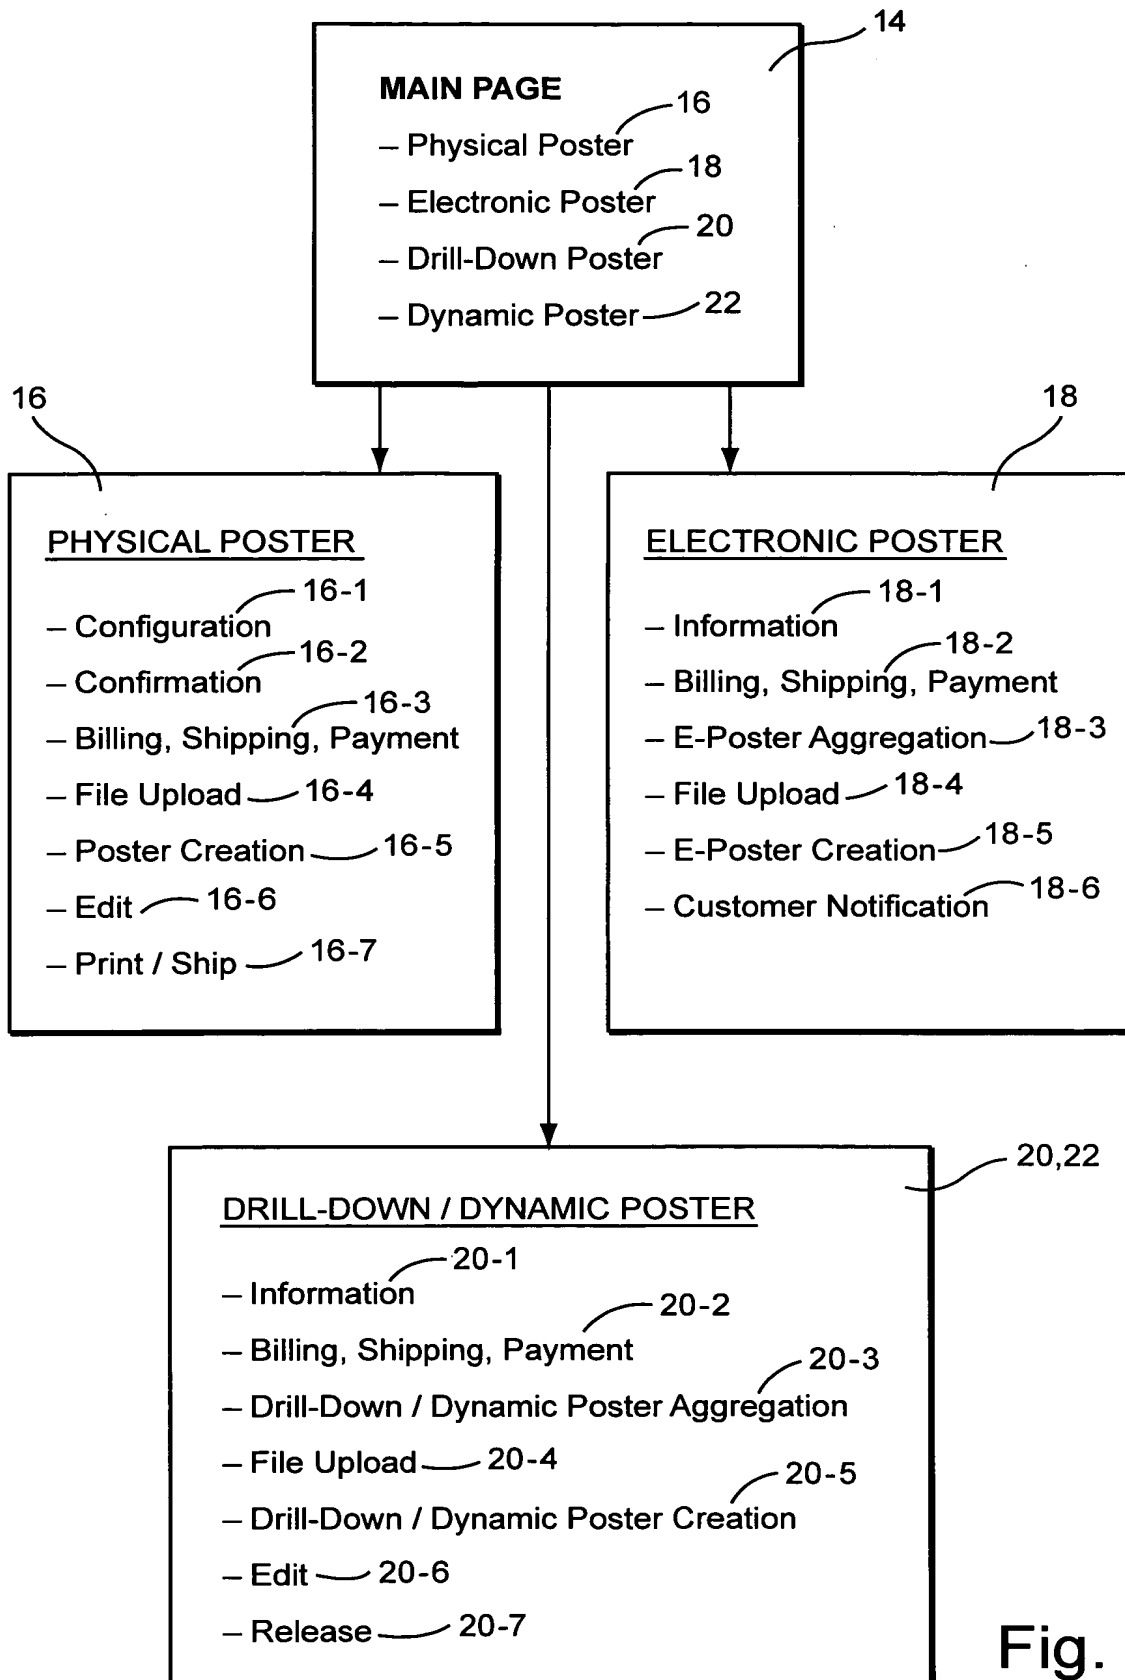 14
MAIN PAGE
16
– Physical Poster
18
– Electronic Poster
20
– Drill-Down Poster
– Dynamic Poster 22
16
PHYSICAL POSTER
16-1
– Configuration
16-2
– Confirmation
16-3
– Billing, Shipping, Payment
– File Upload 16-4
– Poster Creation 16-5
– Edit 16-6
– Print / Ship 16-7
18
ELECTRONIC POSTER
18-1
– Information
18-2
– Billing, Shipping, Payment
– E-Poster Aggregation 18-3
– File Upload 18-4
– E-Poster Creation 18-5
– Customer Notification 18-6
20,22
DRILL-DOWN / DYNAMIC POSTER
20-1
– Information
20-2
– Billing, Shipping, Payment
20-3
– Drill-Down / Dynamic Poster Aggregation
– File Upload 20-4
20-5
– Drill-Down / Dynamic Poster Creation
– Edit 20-6
– Release 20-7
Fig.